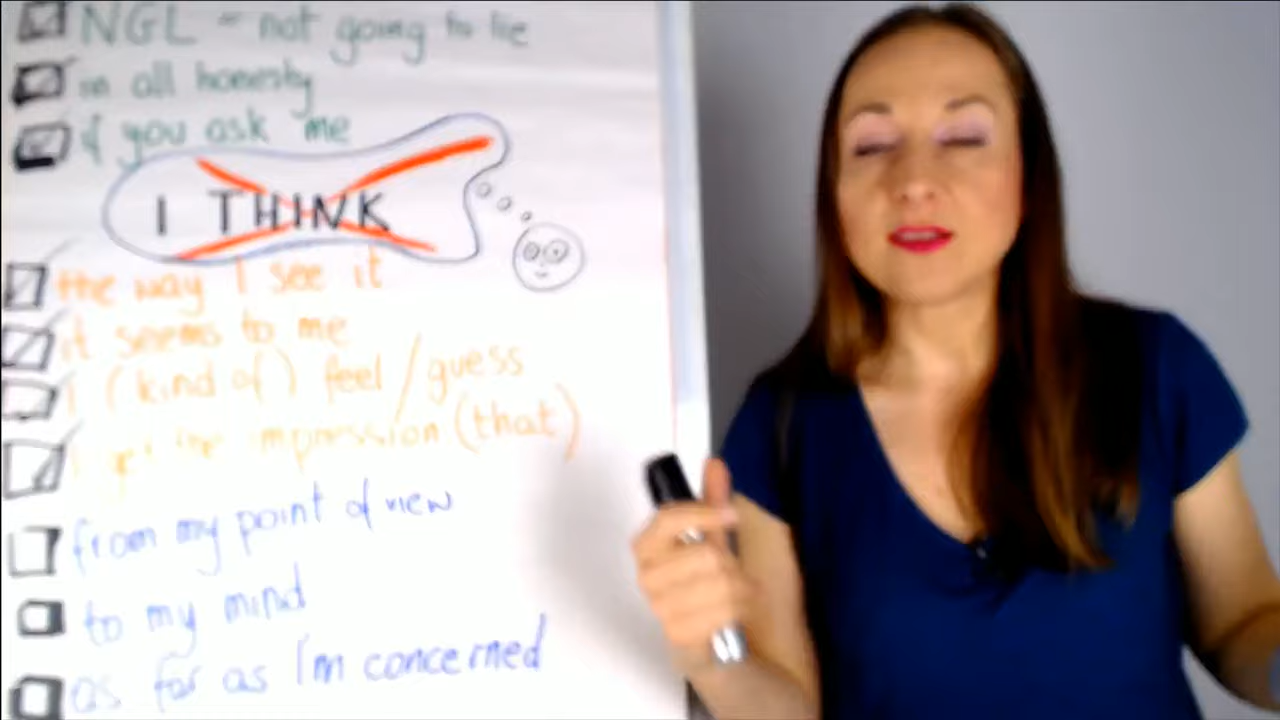 NGL - not going to lie
in all honesty
if you ask me
I THINK
the way I see it
it seems to me
I (kind of) feel / guess
I get the impression (that)
from my point of view
to my mind
as far as I'm concerned